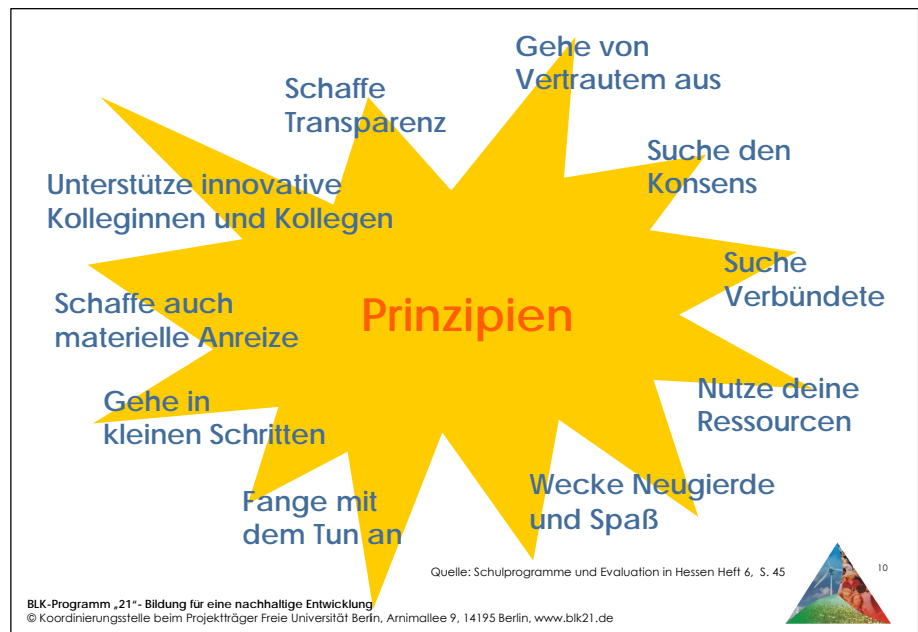 Gehe von
Vertrautem aus
Schaffe
Transparenz
Suche den
Konsens
Unterstütze innovative
Kolleginnen und Kollegen
Suche
Verbündete
Schaffe auch
materielle Anreize
Prinzipien
Gehe in
kleinen Schritten
Nutze deine
Ressourcen
Fange mit
dem Tun an
Wecke Neugierde
und Spaß
Quelle: Schulprogramme und Evaluation in Hessen Heft 6, S. 45
10
BLK-Programm „21“- Bildung für eine nachhaltige Entwicklung
© Koordinierungsstelle beim Projektträger Freie Universität Berlin, Arnimallee 9, 14195 Berlin, www.blk21.de